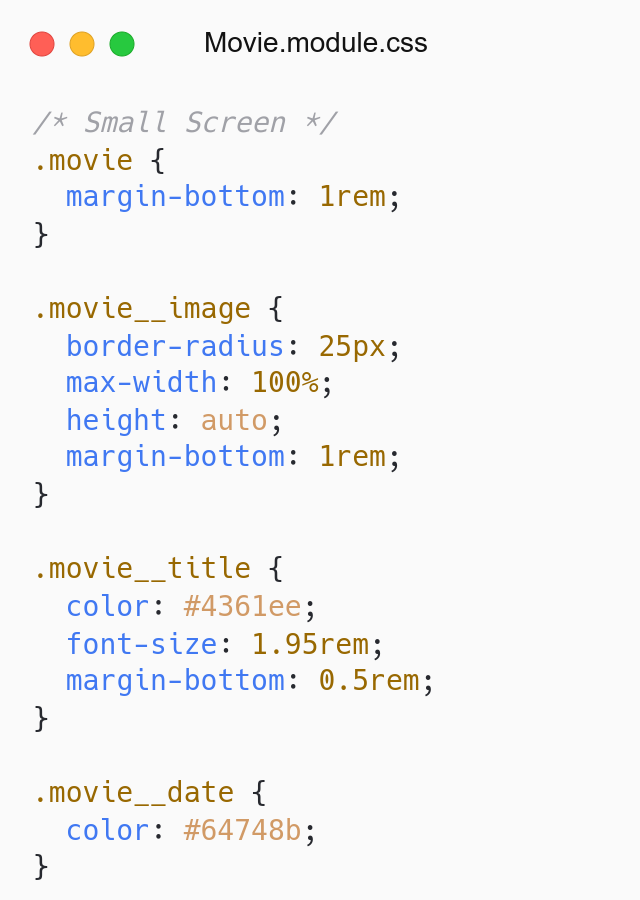 Movie.module.css
/* Small Screen */
.movie {
  margin-bottom: 1rem;
}

.movie__image {
  border-radius: 25px;
  max-width: 100%;
  height: auto;
  margin-bottom: 1rem;
}

.movie__title {
  color: #4361ee;
  font-size: 1.95rem;
  margin-bottom: 0.5rem;
}

.movie__date {
  color: #64748b;
}